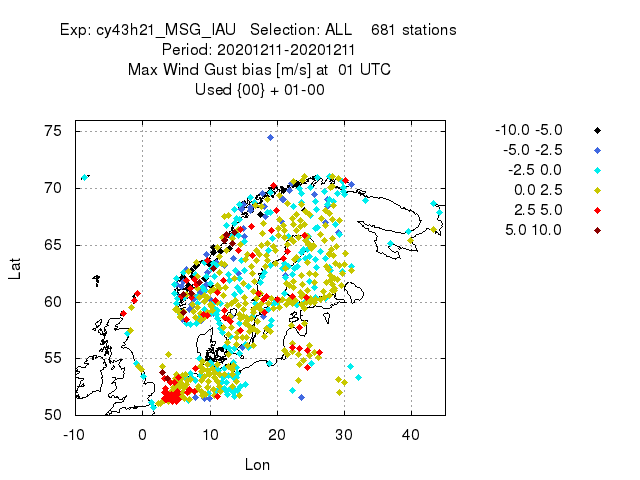 Exp: cy43h21_MSG_IAU Selection: ALL 681 stations
Period: 20201211-20201211
Max Wind Gust bias [m/s] at 01 UTC
Used {00} + 01-00
-10.0 -5.0
-5.0 -2.5
-2.5 0.0
0.0 2.5
2.5 5.0
5.0 10.0
75
70
65
60
55
50
Lat
-10 0 10 20 30 40
Lon